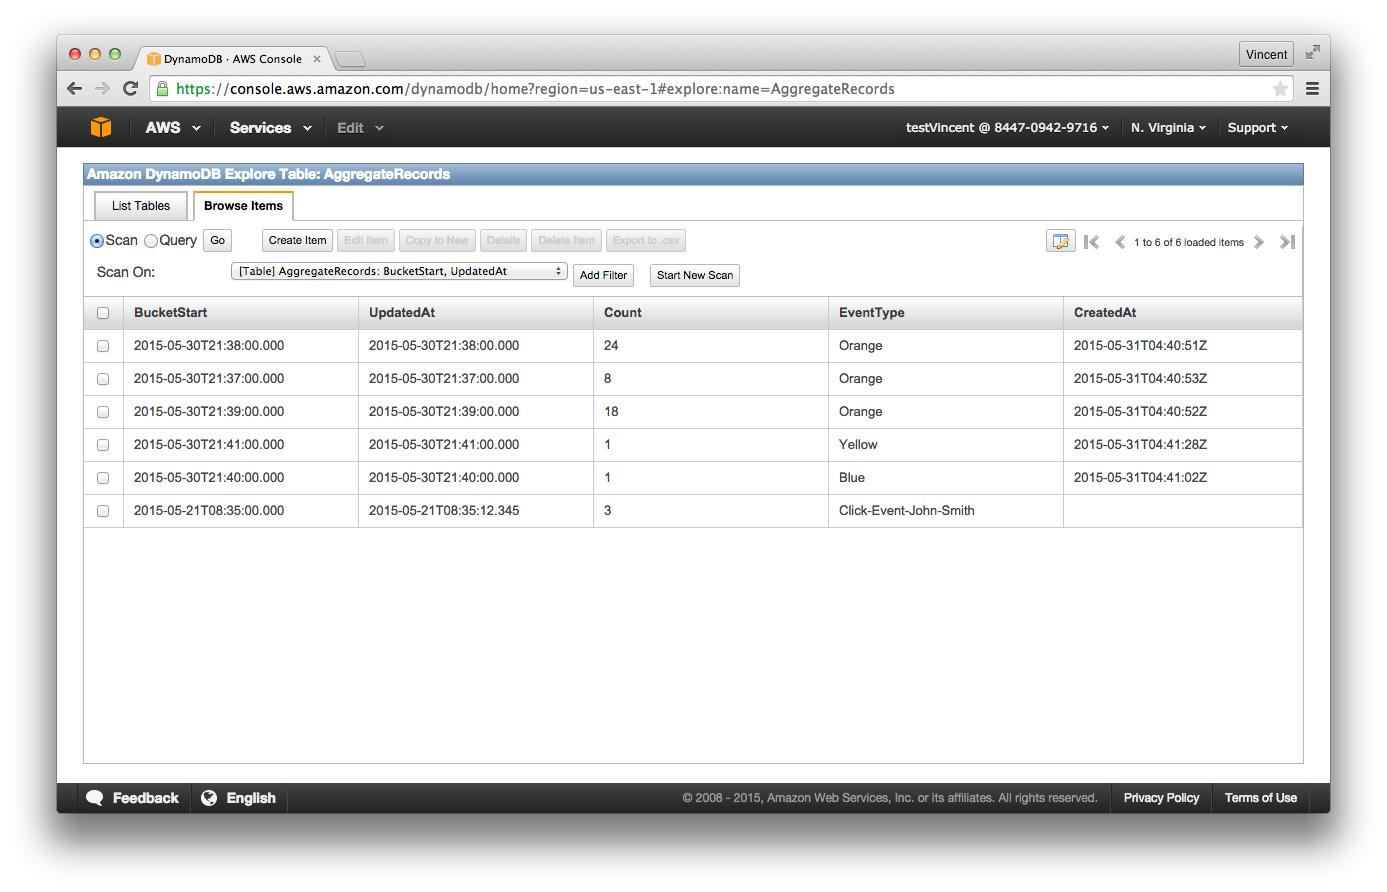 DynamoDB · AWS Console
Vincent
https://console.aws.amazon.com/dynamodb/home?region=us-east-1#explore:name=AggregateRecords
AWS Services Edit testVincent @ 8447-0942-9716 N. Virginia Support
Amazon DynamoDB Explore Table: AggregateRecords
List Tables Browse Items
Scan Query Go Create Item Edit Item Copy to New Details Delete Item Export to .csv 1 to 6 of 6 loaded items
Scan On: [Table] AggregateRecords: BucketStart, UpdatedAt Add Filter Start New Scan
BucketStart UpdatedAt Count EventType CreatedAt
2015-05-30T21:38:00.000 2015-05-30T21:38:00.000 24 Orange 2015-05-31T04:40:51Z
2015-05-30T21:37:00.000 2015-05-30T21:37:00.000 8 Orange 2015-05-31T04:40:53Z
2015-05-30T21:39:00.000 2015-05-30T21:39:00.000 18 Orange 2015-05-31T04:40:52Z
2015-05-30T21:41:00.000 2015-05-30T21:41:00.000 1 Yellow 2015-05-31T04:41:28Z
2015-05-30T21:40:00.000 2015-05-30T21:40:00.000 1 Blue 2015-05-31T04:41:02Z
2015-05-21T08:35:00.000 2015-05-21T08:35:12.345 3 Click-Event-John-Smith
Feedback English © 2008 - 2015, Amazon Web Services, Inc. or its affiliates. All rights reserved. Privacy Policy Terms of Use